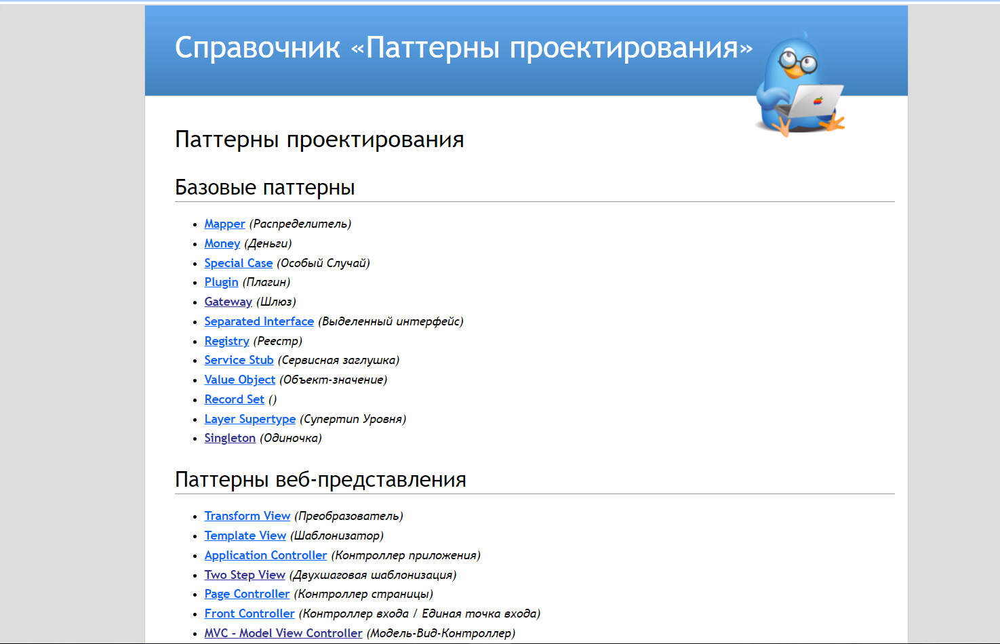 Справочник «Паттерны проектирования»
Паттерны проектирования
Базовые паттерны
Mapper (Распределитель)
Money (Деньги)
Special Case (Особый Случай)
Plugin (Плагин)
Gateway (Шлюз)
Separated Interface (Выделенный интерфейс)
Registry (Реестр)
Service Stub (Сервисная заглушка)
Value Object (Объект-значение)
Record Set ()
Layer Supertype (Супертип Уровня)
Singleton (Одиночка)
Паттерны веб-представления
Transform View (Преобразователь)
Template View (Шаблонизатор)
Application Controller (Контроллер приложения)
Two Step View (Двухшаговая шаблонизация)
Page Controller (Контроллер страницы)
Front Controller (Контроллер входа / Единая точка входа)
MVC - Model View Controller (Модель-Вид-Контроллер)